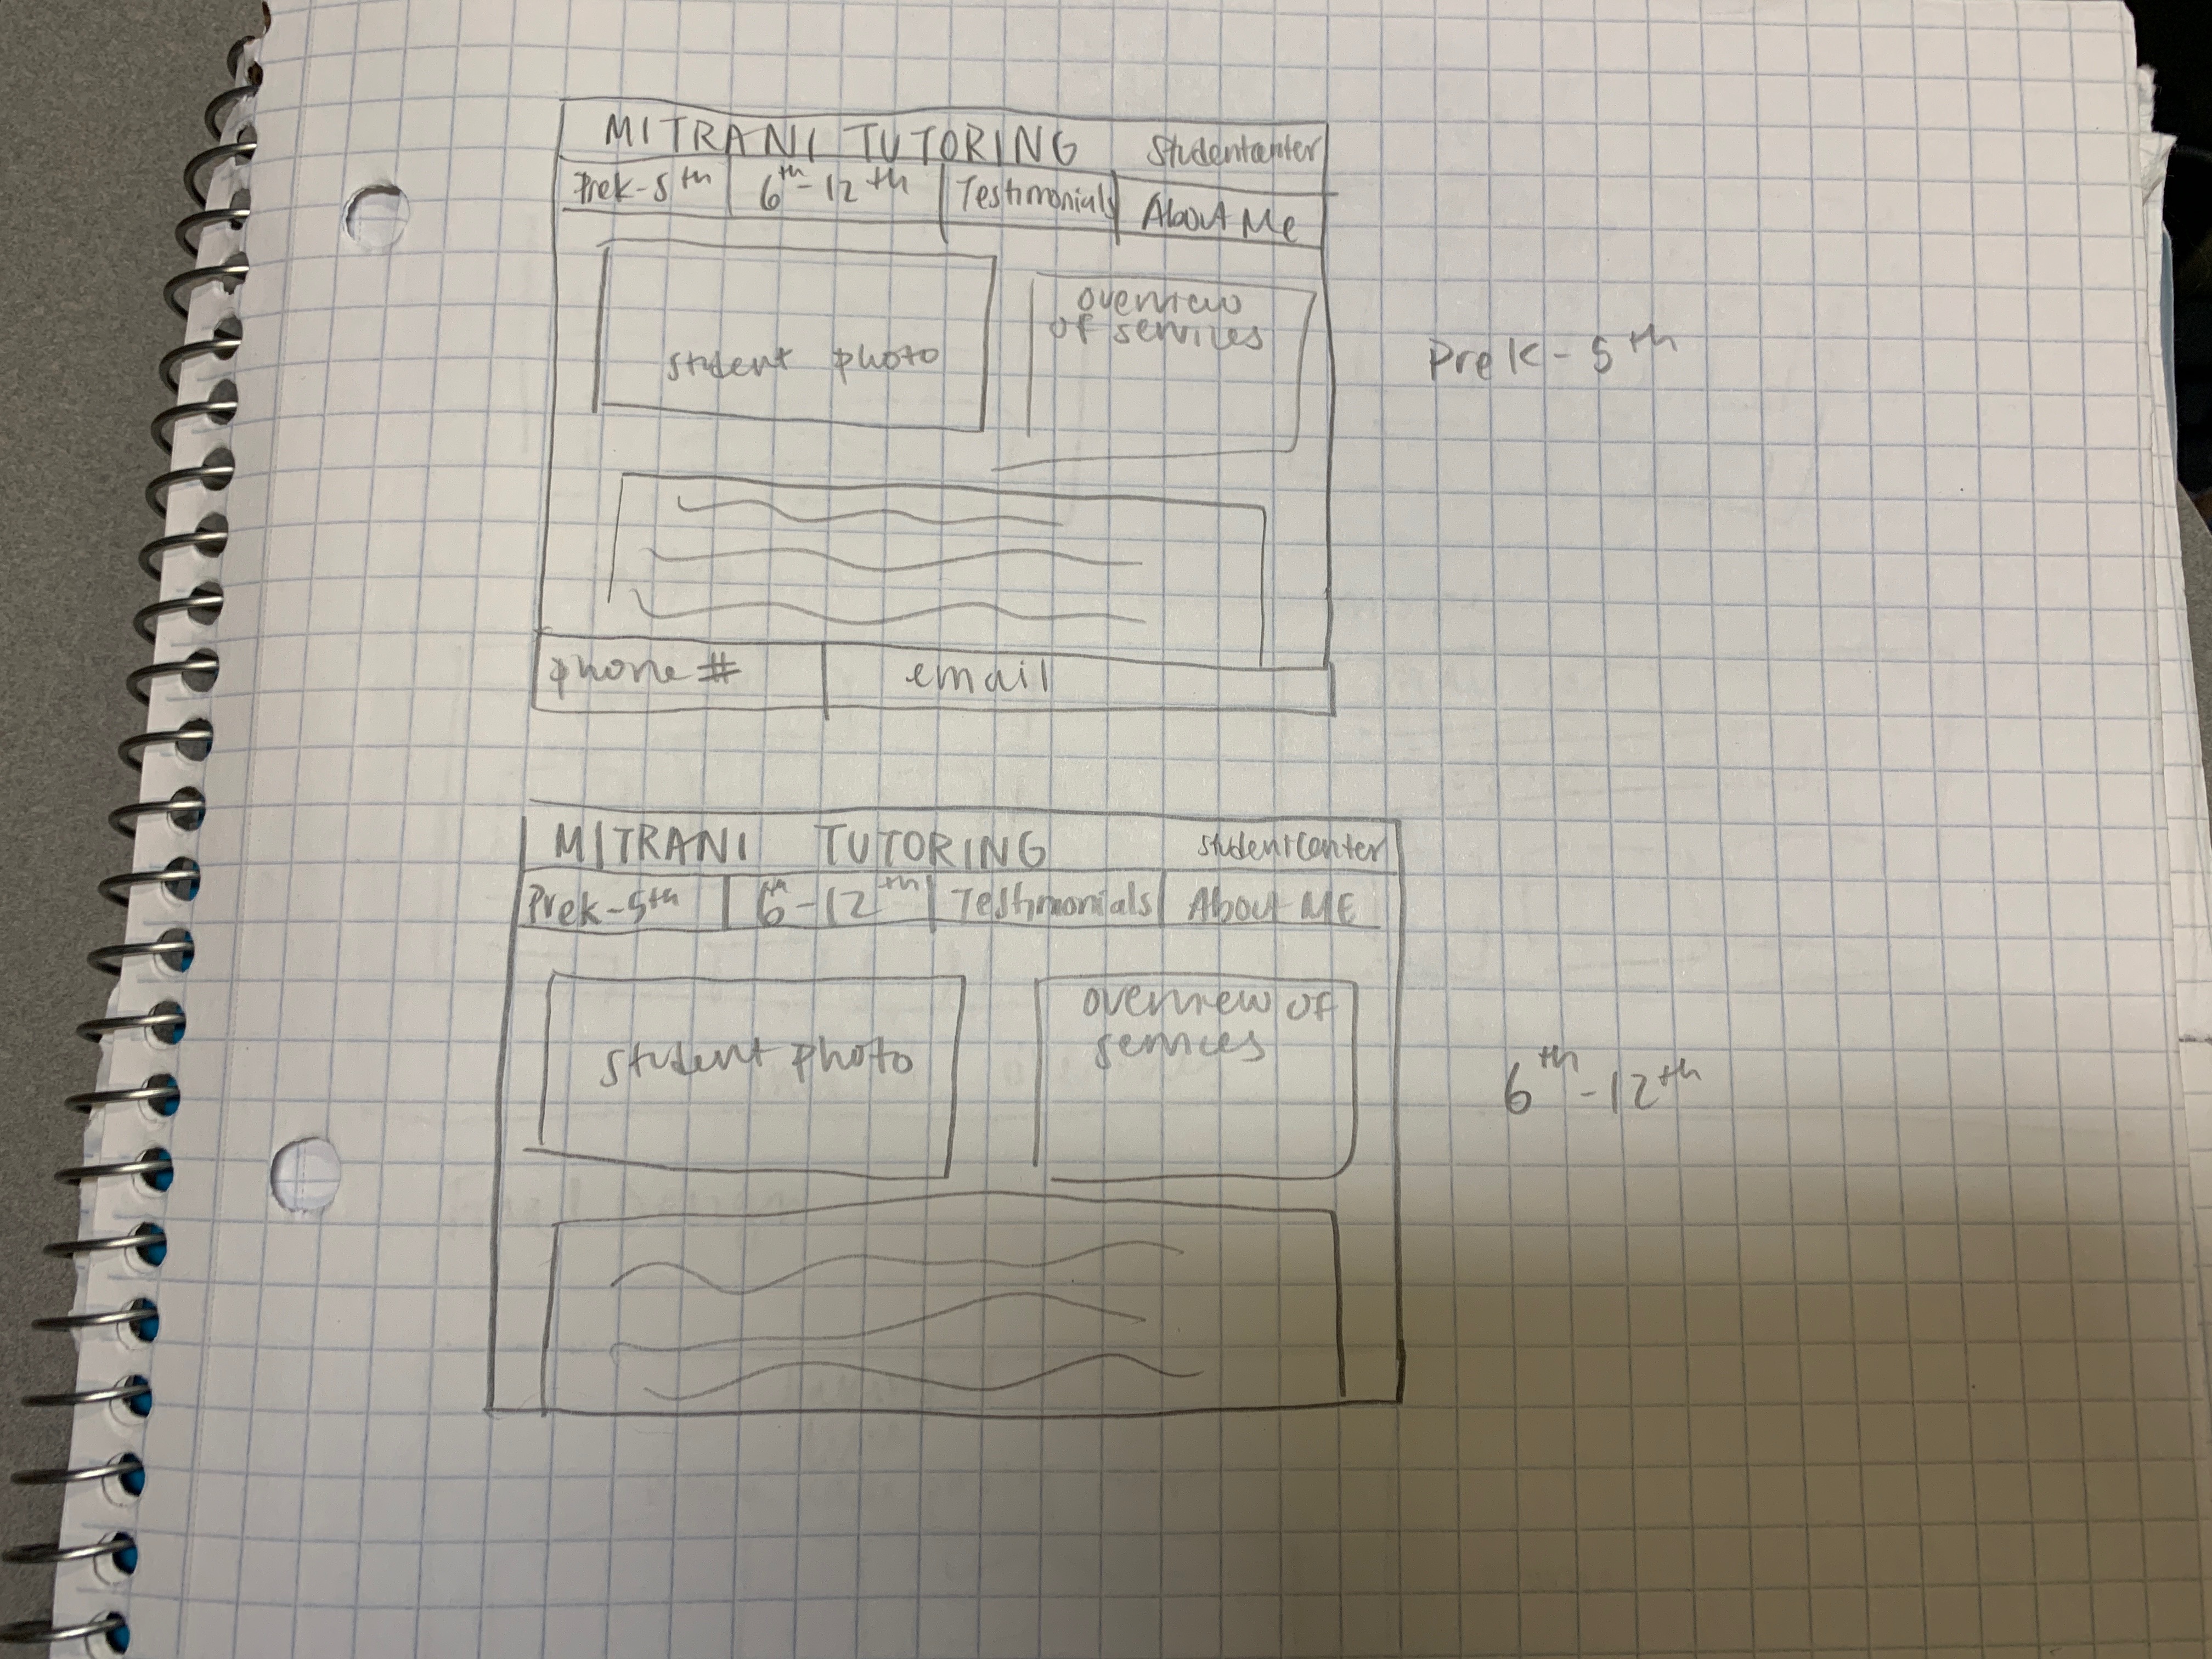 MITRANI TUTORING Studentcenter
Prek-5th 6th-12th Testimonials About Me
student photo
overview
of services
PreK-5th
phone # email
MITRANI TUTORING StudentCenter
Prek-5th 6th-12th Testimonials About ME
student photo
overview of
services
6th-12th